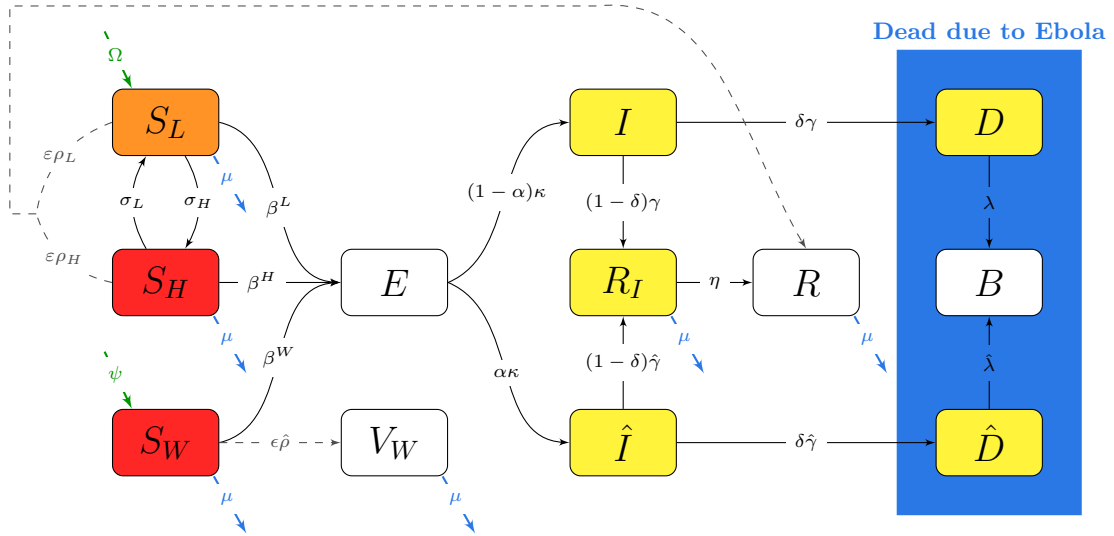 Dead due to Ebola
Ω
S_L
I
δγ
D
ερ_L
μ
(1 − α)κ
(1 − δ)γ
λ
σ_L
σ_H
β^L
ερ_H
S_H
β^H
E
R_I
η
R
B
μ
β^W
μ
μ
ψ
ακ
(1 − δ)γ̂
λ̂
S_W
ϵρ̂
V_W
Î
δγ̂
D̂
μ
μ